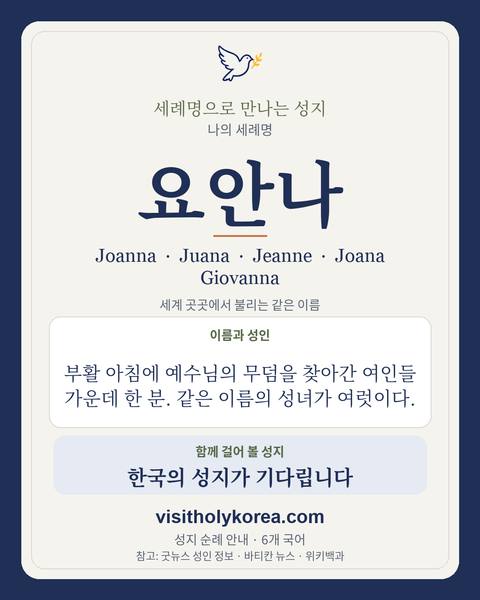 세례명으로 만나는 성지
나의 세례명
요안나
Joanna · Juana · Jeanne · Joana
Giovanna
세계 곳곳에서 불리는 같은 이름
이름과 성인
부활 아침에 예수님의 무덤을 찾아간 여인들
가운데 한 분. 같은 이름의 성녀가 여럿이다.
함께 걸어 볼 성지
한국의 성지가 기다립니다
visitholykorea.com
성지 순례 안내 · 6개 국어
참고: 굿뉴스 성인 정보 · 바티칸 뉴스 · 위키백과